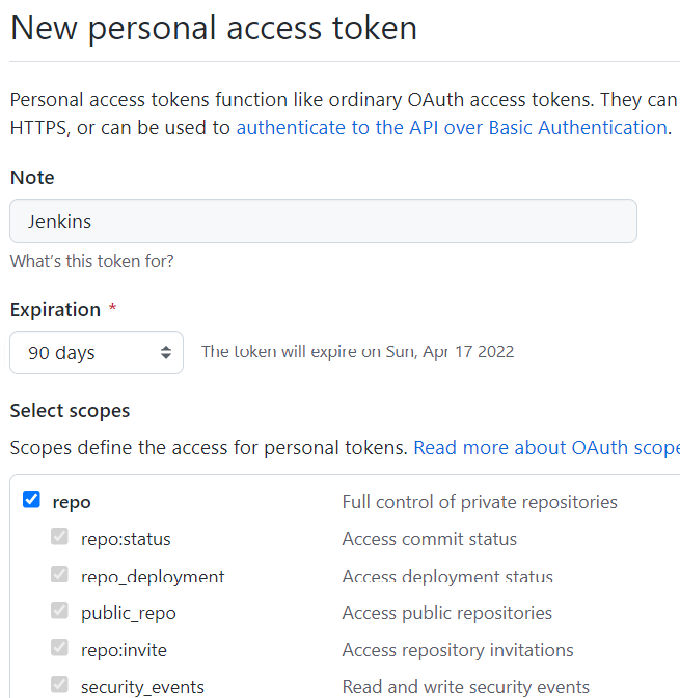 New personal access token
Personal access tokens function like ordinary OAuth access tokens. They can
HTTPS, or can be used to authenticate to the API over Basic Authentication.
Note
Jenkins
What's this token for?
Expiration *
90 days The token will expire on Sun, Apr 17 2022
Select scopes
Scopes define the access for personal tokens. Read more about OAuth scope
repo Full control of private repositories
repo:status Access commit status
repo_deployment Access deployment status
public_repo Access public repositories
repo:invite Access repository invitations
security_events Read and write security events